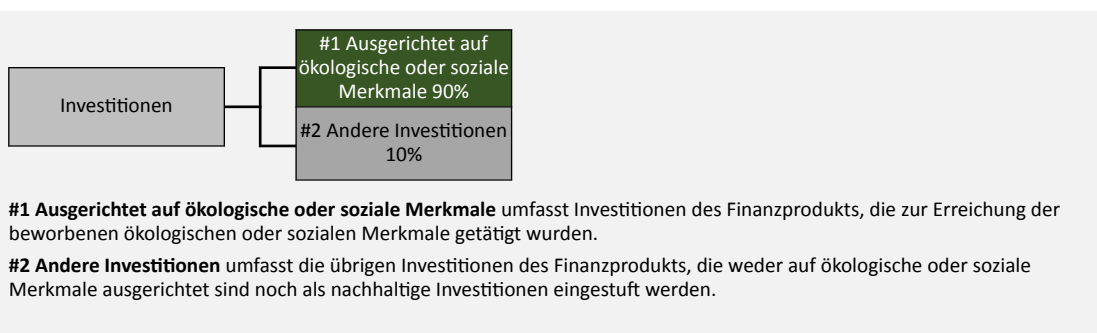 Investitionen
#1 Ausgerichtet auf
ökologische oder soziale
Merkmale 90%
#2 Andere Investitionen
10%
#1 Ausgerichtet auf ökologische oder soziale Merkmale umfasst Investitionen des Finanzprodukts, die zur Erreichung der
beworbenen ökologischen oder sozialen Merkmale getätigt wurden.
#2 Andere Investitionen umfasst die übrigen Investitionen des Finanzprodukts, die weder auf ökologische oder soziale
Merkmale ausgerichtet sind noch als nachhaltige Investitionen eingestuft werden.